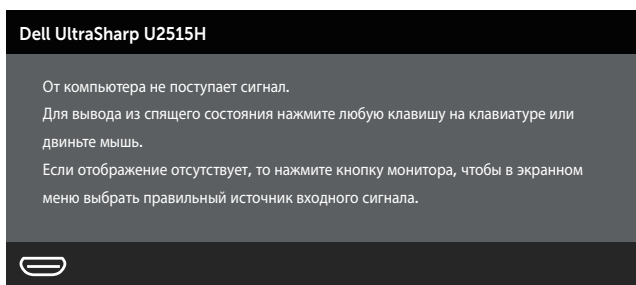 Dell UltraSharp U2515H
От компьютера не поступает сигнал.
Для вывода из спящего состояния нажмите любую клавишу на клавиатуре или
двиньте мышь.
Если отображение отсутствует, то нажмите кнопку монитора, чтобы в экранном
меню выбрать правильный источник входного сигнала.